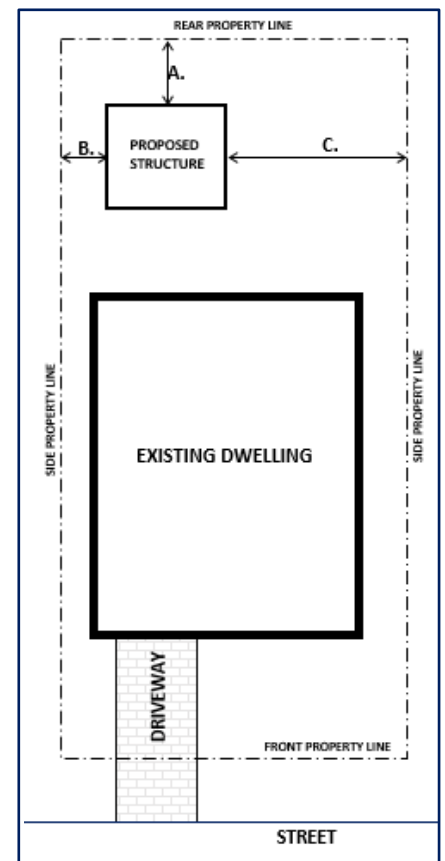 REAR PROPERTY LINE
A.
B.
PROPOSED
STRUCTURE
C.
SIDE PROPERTY LINE
EXISTING DWELLING
SIDE PROPERTY LINE
DRIVEWAY
FRONT PROPERTY LINE
STREET